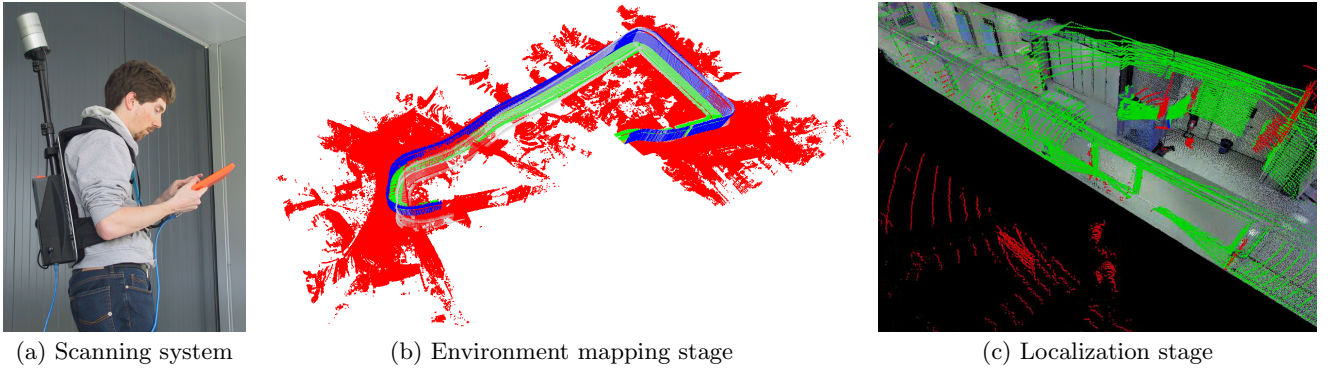 (a) Scanning system
(b) Environment mapping stage
(c) Localization stage